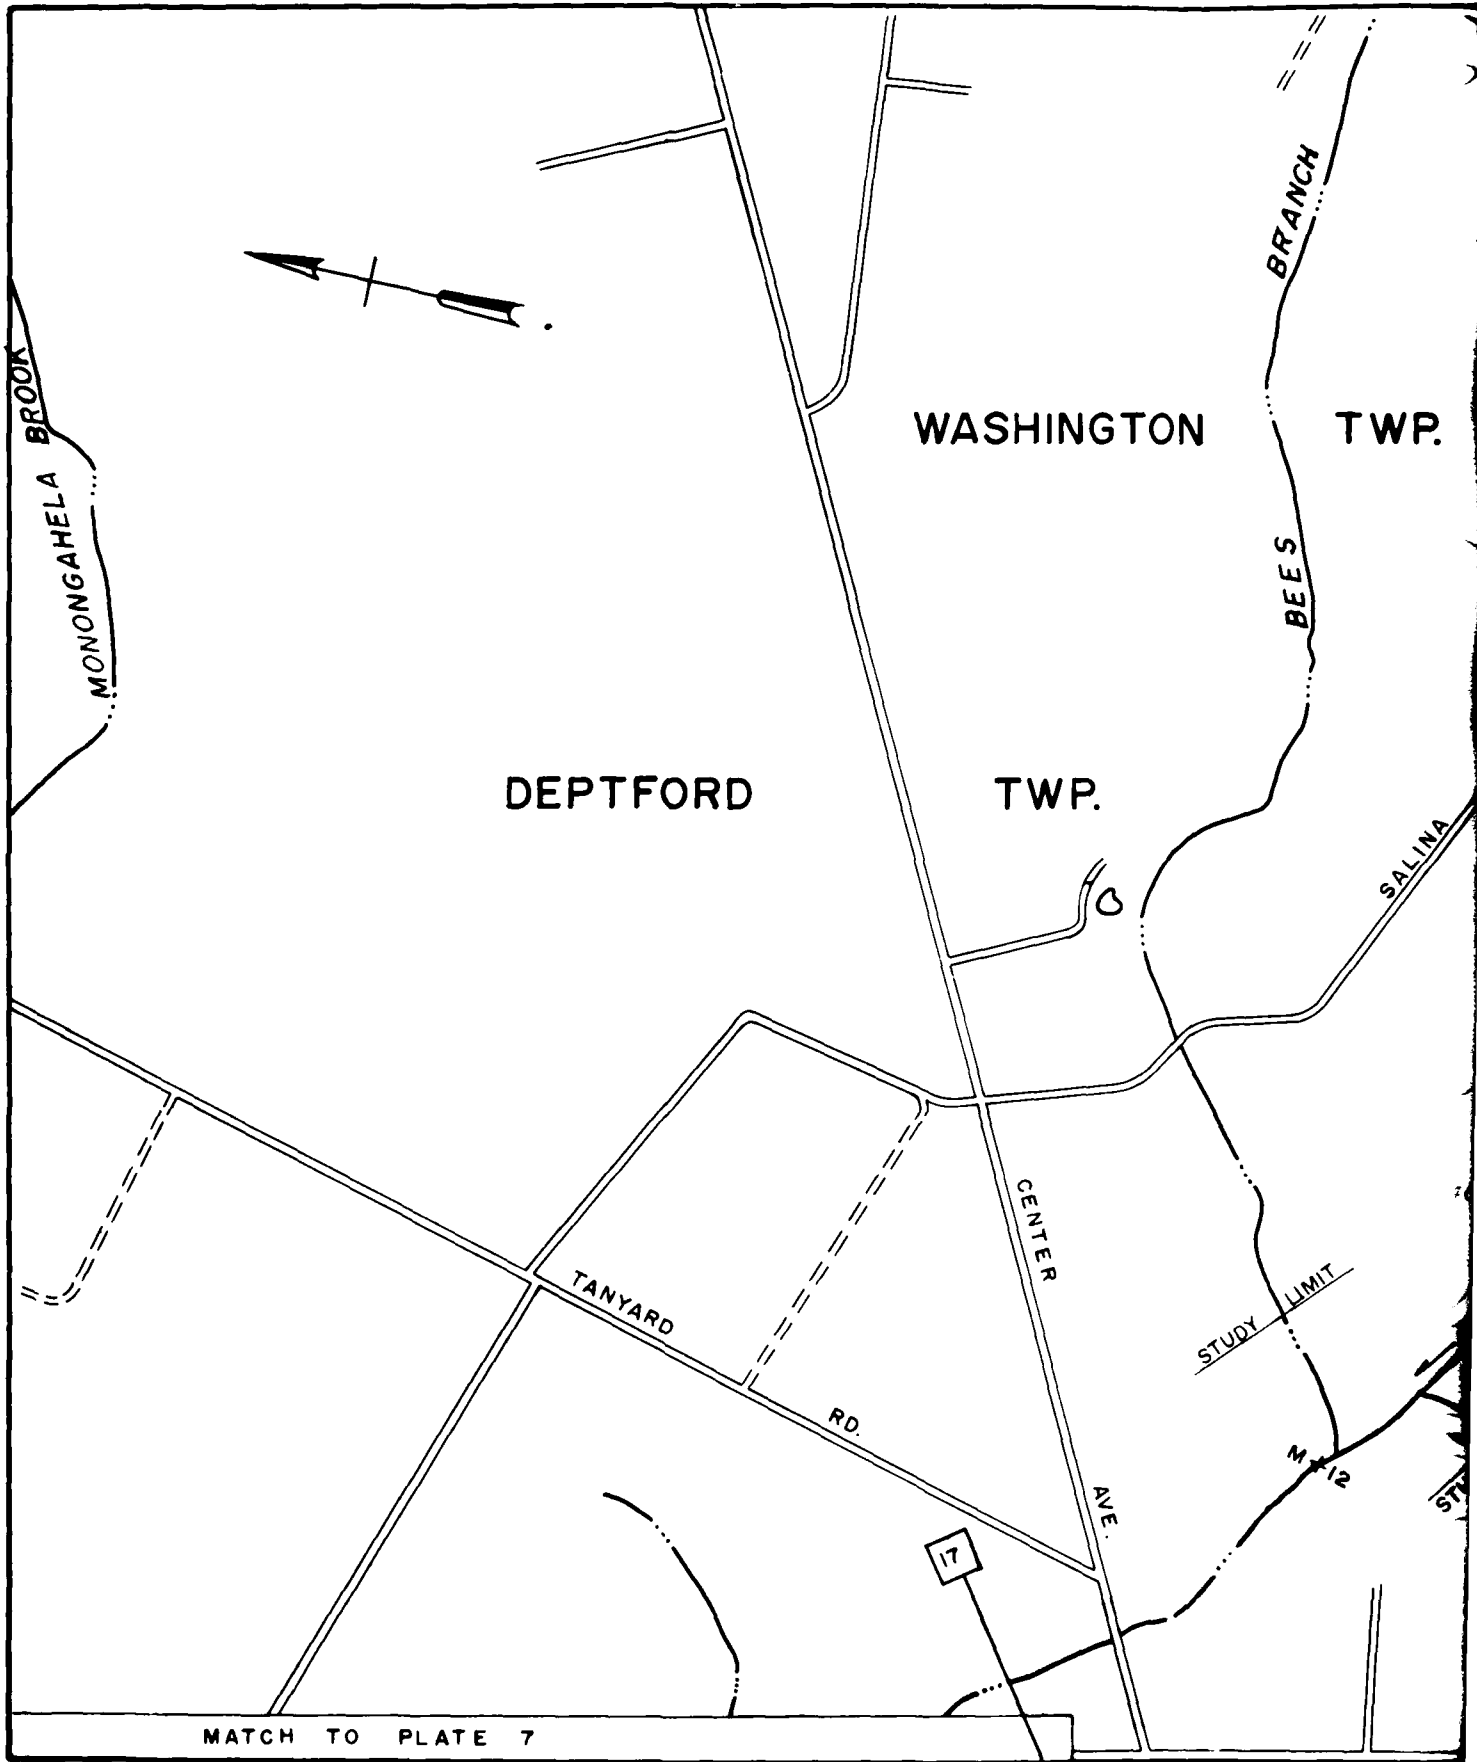 BRANCH
BROOK
WASHINGTON TWP.
MONONGAHELA
BEES
DEPTFORD TWP.
SALINA
CENTER
TANYARD
STUDY LIMIT
RD.
M 12
AVE.
17
MATCH TO PLATE 7